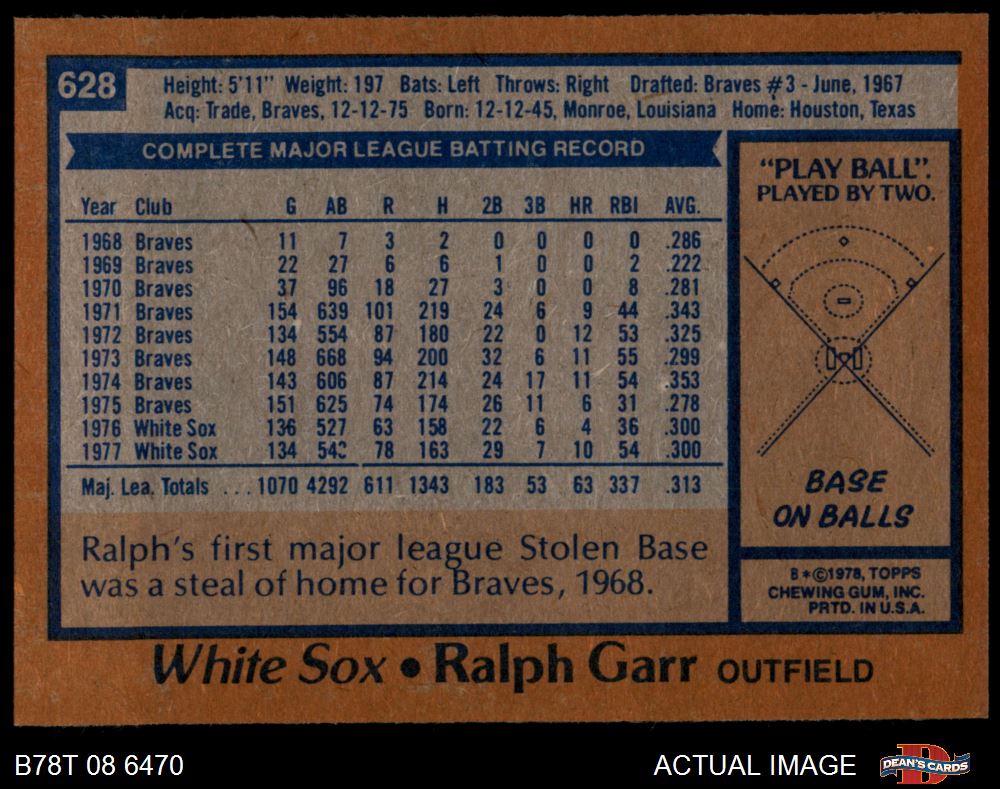 628
Height: 5'11" Weight: 197 Bats: Left Throws: Right Drafted: Braves #3 - June, 1967
Acq: Trade, Braves, 12-12-75 Born: 12-12-45, Monroe, Louisiana Home: Houston, Texas
COMPLETE MAJOR LEAGUE BATTING RECORD
Year Club G AB R H 2B 3B HR RBI AVG.
1968 Braves 11 7 3 2 0 0 0 0 .286
1969 Braves 22 27 6 6 1 0 0 2 .222
1970 Braves 37 96 18 27 3 0 0 8 .281
1971 Braves 154 639 101 219 24 6 9 44 .343
1972 Braves 134 554 87 180 22 0 12 53 .325
1973 Braves 148 668 94 200 32 6 11 55 .299
1974 Braves 143 606 87 214 24 17 11 54 .353
1975 Braves 151 625 74 174 26 11 6 31 .278
1976 White Sox 136 527 63 158 22 6 4 36 .300
1977 White Sox 134 78 163 29 7 10 54 .300
Maj. Lea. Totals ... 1070 4292 611 1343 183 53 63 337 .313
Ralph's first major league Stolen Base
was a steal of home for Braves, 1968.
"PLAY BALL".
PLAYED BY TWO.
BASE
ON BALLS
B*©1978, TOPPS
CHEWING GUM, INC.
PRTD. IN U.S.A.
White Sox • Ralph Garr OUTFIELD
B78T 08 6470
ACTUAL IMAGE
DEAN'S CARDS